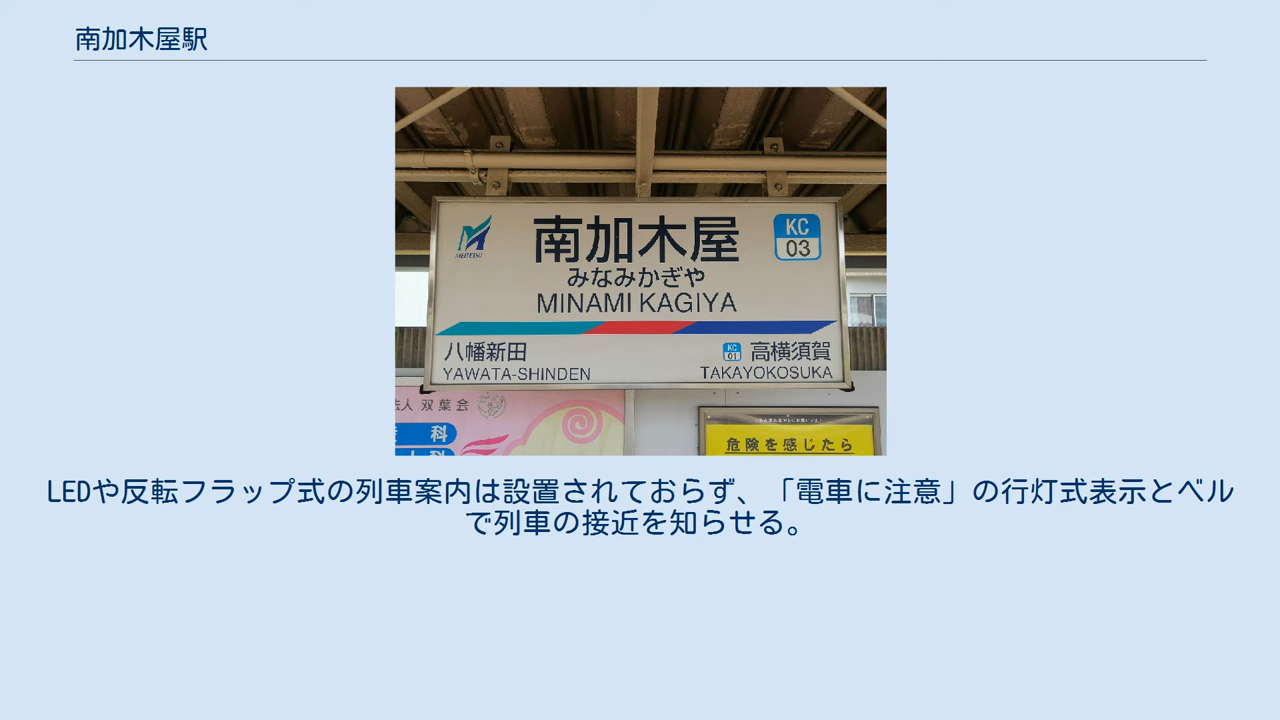 南加木屋駅
MEITETSU
南加木屋
KC
03
みなみかぎや
MINAMI KAGIYA
八幡新田
YAWATA-SHINDEN
KC
01
高横須賀
TAKAYOKOSUKA
法人 双葉会
科
危険を感じたら
LEDや反転フラップ式の列車案内は設置されておらず、「電車に注意」の行灯式表示とベル
で列車の接近を知らせる。